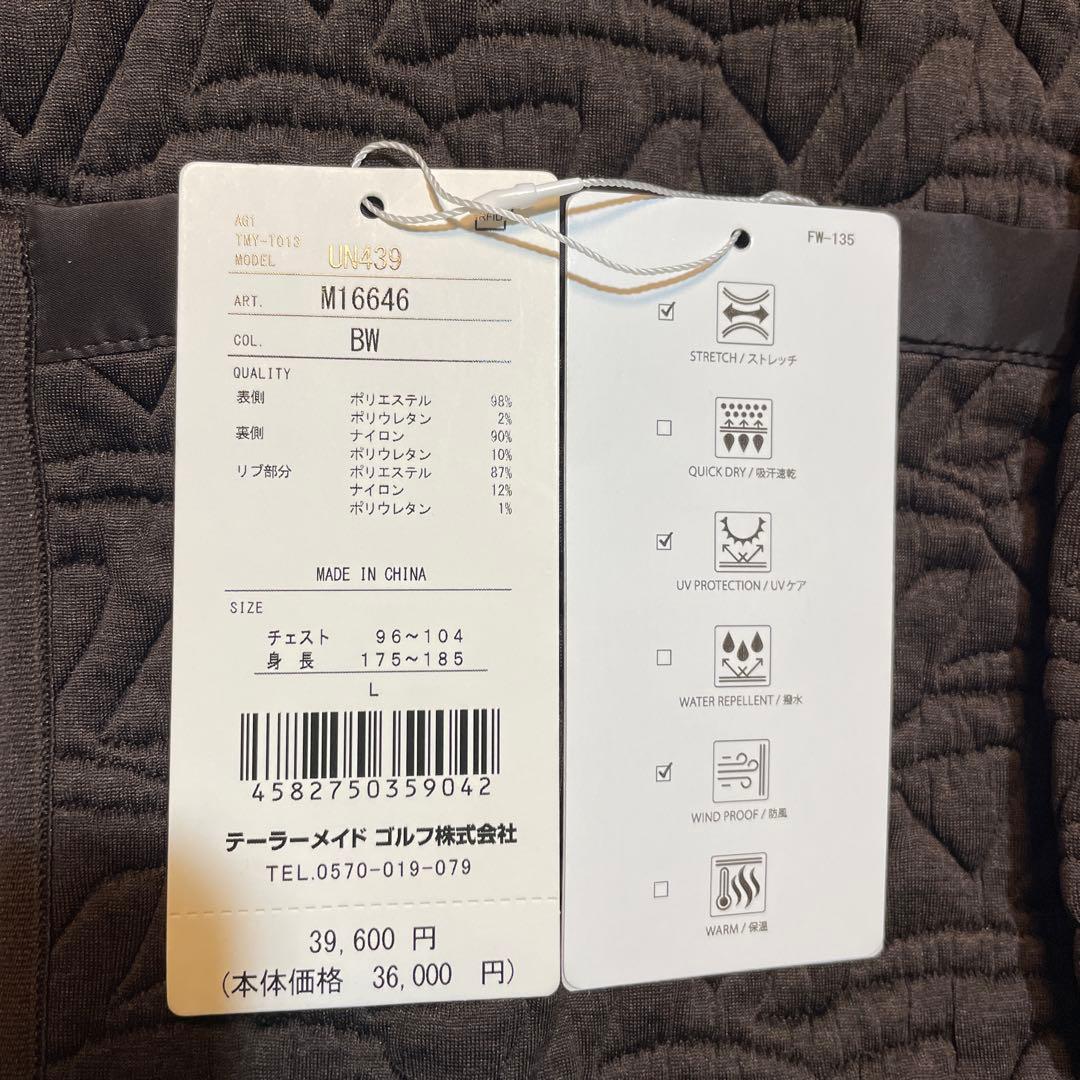 AG1
TMY-T013
MODEL UN439
RFID
ART. M16646
COL. BW
QUALITY
表側 ポリエステル 98%
ポリウレタン 2%
裏側 ナイロン 90%
ポリウレタン 10%
リブ部分 ポリエステル 87%
ナイロン 12%
ポリウレタン 1%
MADE IN CHINA
SIZE
チェスト 96~104
身長 175~185
L
4582750359042
テーラーメイド ゴルフ株式会社
TEL.0570-019-079
39,600 円
(本体価格 36,000 円)
FW-135
STRETCH / ストレッチ
QUICK DRY / 吸汗速乾
UV PROTECTION / UVケア
WATER REPELLENT / 撥水
WIND PROOF / 防風
WARM / 保温